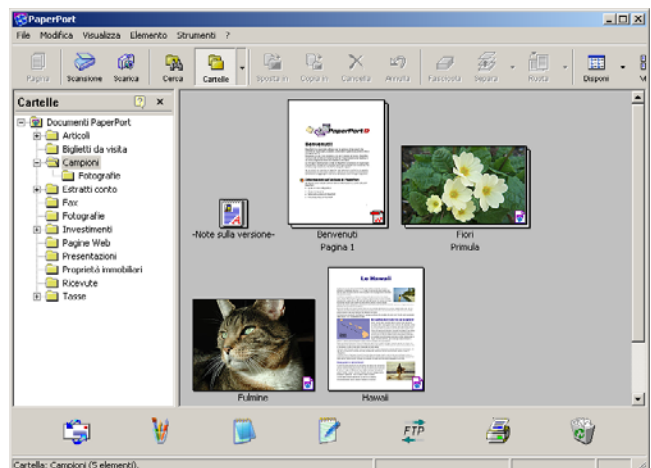 PaperPort
File Modifica Visualizza Elemento Strumenti ?
Pagina Scansione Scarica Cerca Cartelle Sposta in Copia in Cancella Annulla Fascicola Separa Ruota Disponi
Cartelle
Documenti PaperPort
Articoli
Biglietti da visita
Campioni
Fotografie
Estratti conto
Fax
Fotografie
Investimenti
Pagine Web
Presentazioni
Proprietà immobiliari
Ricevute
Tasse
PaperPort
Benvenuti
-Note sulla versione-
Benvenuti
Pagina 1
Fiori
Primula
Le Hawaii
Fulmine
Hawaii
FTP
Cartella: Campioni (5 elementi).